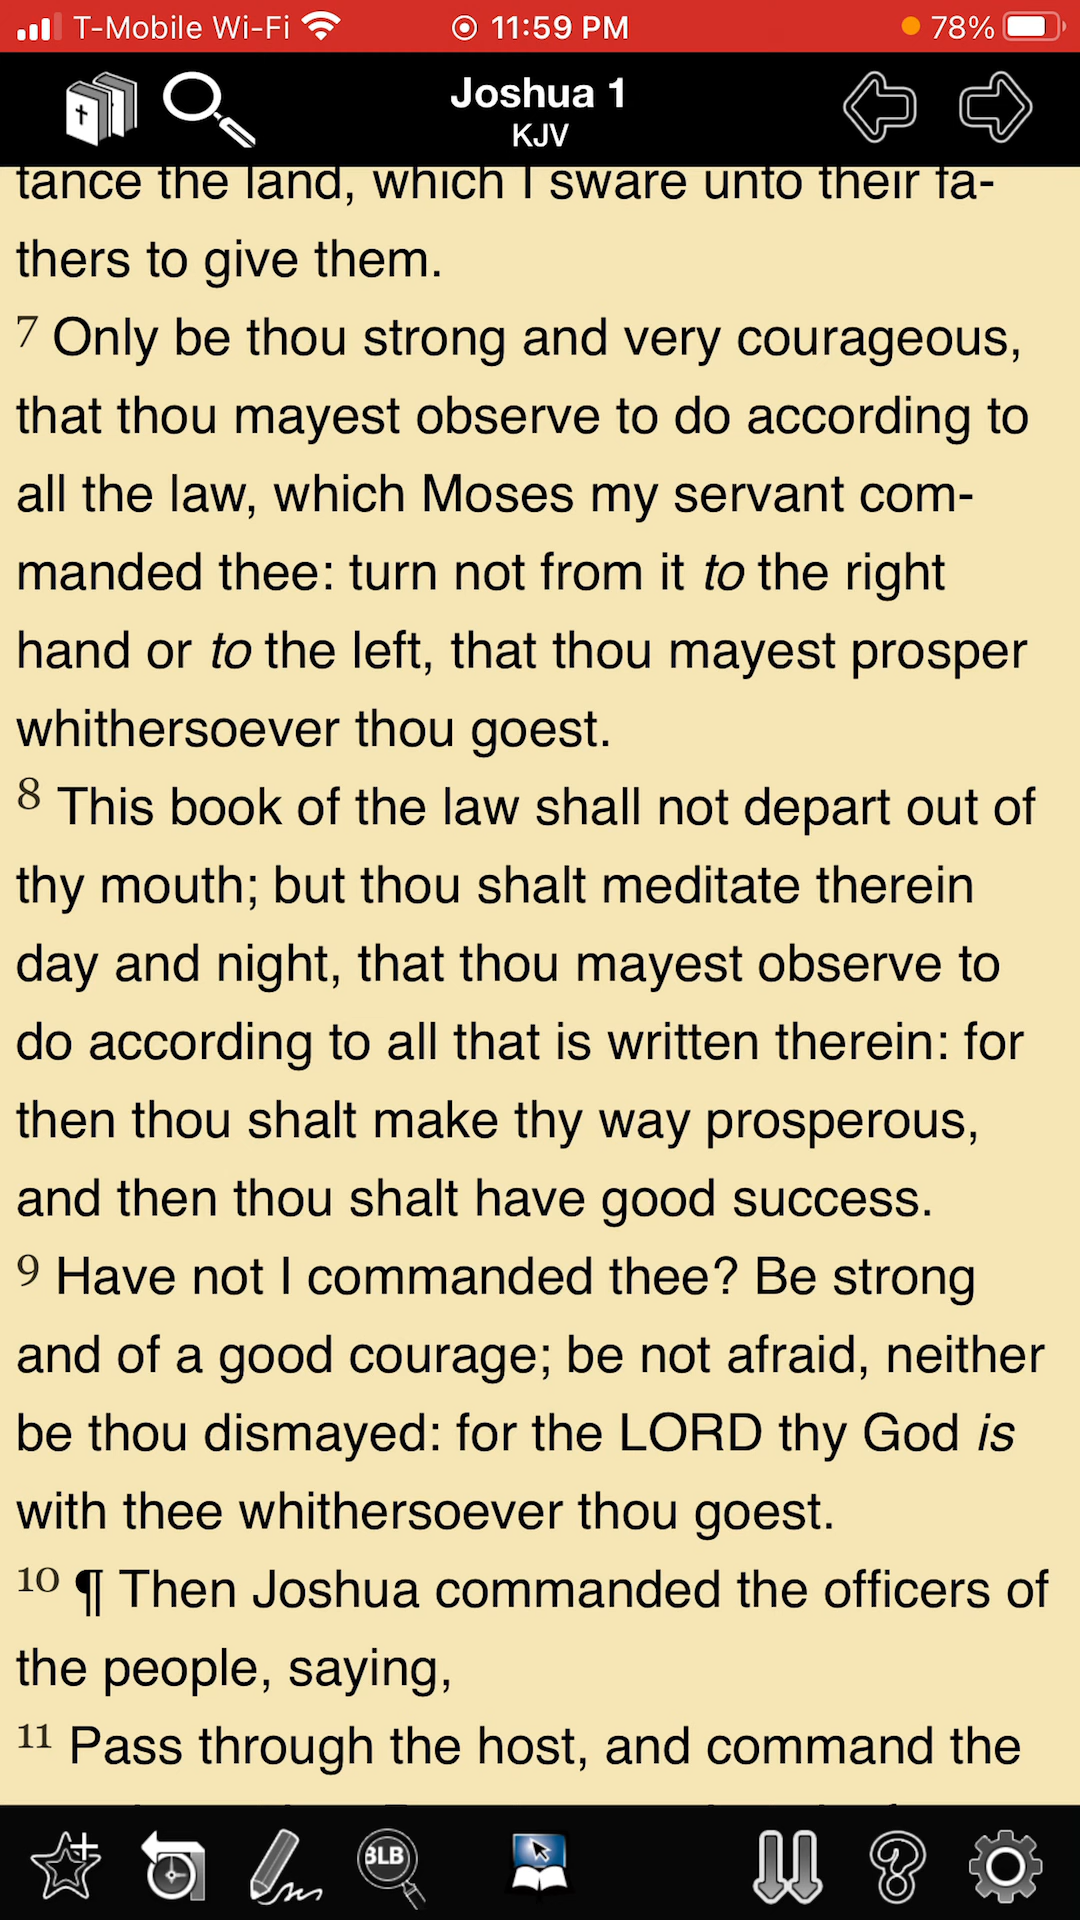 T-Mobile Wi-Fi 11:59 PM 78%
Joshua 1
KJV
tance the land, which I sware unto their fa-
thers to give them.
7 Only be thou strong and very courageous,
that thou mayest observe to do according to
all the law, which Moses my servant com-
manded thee: turn not from it to the right
hand or to the left, that thou mayest prosper
whithersoever thou goest.
8 This book of the law shall not depart out of
thy mouth; but thou shalt meditate therein
day and night, that thou mayest observe to
do according to all that is written therein: for
then thou shalt make thy way prosperous,
and then thou shalt have good success.
9 Have not I commanded thee? Be strong
and of a good courage; be not afraid, neither
be thou dismayed: for the LORD thy God is
with thee whithersoever thou goest.
10 ¶ Then Joshua commanded the officers of
the people, saying,
11 Pass through the host, and command the
BLB